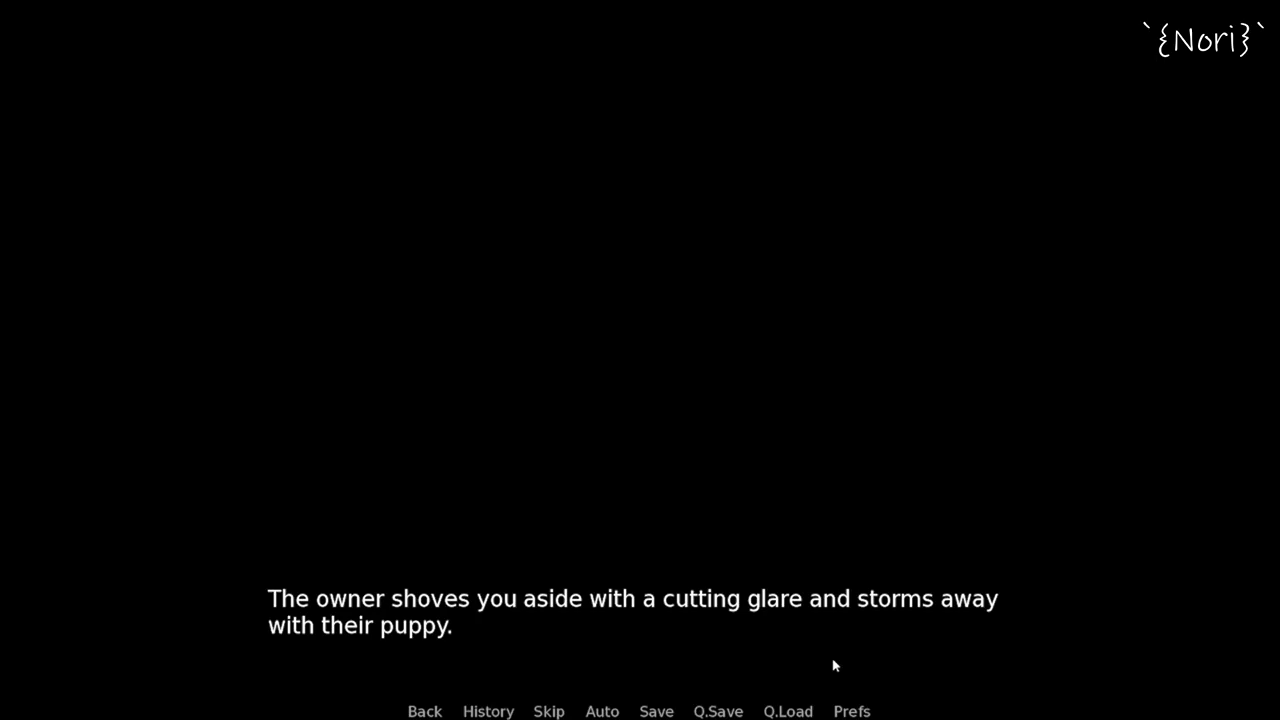 `{Nori}`
The owner shoves you aside with a cutting glare and storms away
with their puppy.
Back History Skip Auto Save Q.Save Q.Load Prefs